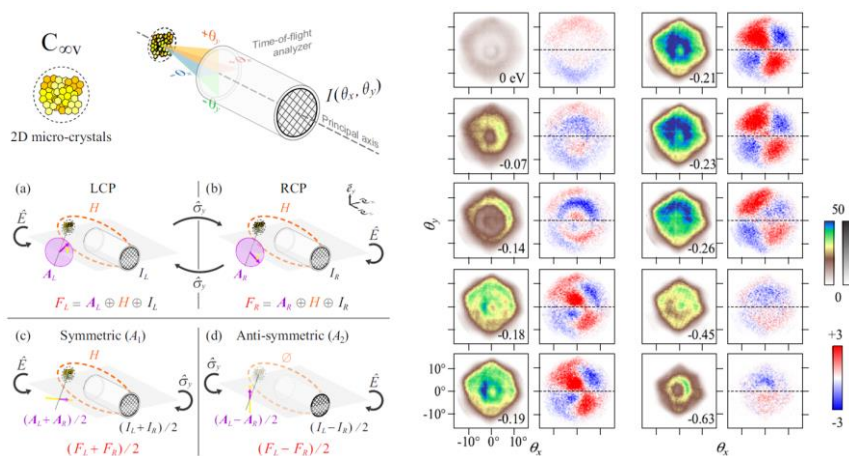 C∞v
2D micro-crystals
+θy
-θx
+θx
-θy
Time-of-flight
analyzer
I(θx, θy)
Principal axis
(a) LCP
(b) RCP
H
H
σ̂y
Ê
Ê
AL
IL
AR
IR
FL = AL ⊕ H ⊕ IL
FR = AR ⊕ H ⊕ IR
(c) Symmetric (A1)
(d) Anti-symmetric (A2)
Ê
H
σ̂y
σ̂y
∅
Ê
(AL+AR)/2
(IL+IR)/2
(AL-AR)/2
(IL-IR)/2
(FL+FR)/2
(FL-FR)/2
0 eV
-0.21
-0.07
-0.23
-0.14
-0.26
-0.18
-0.45
-0.19
-0.63
θy
10°
0°
-10°
-10° 0° 10°
θx
θx
50
0 0
+3
-3